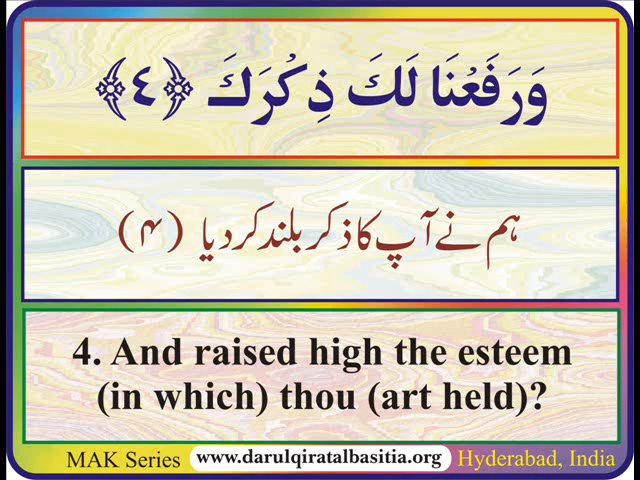 وَرَفَعْنَا لَكَ ذِكْرَكَ ﴿٤﴾
ہم نے آپ کا ذکر بلند کر دیا (۴)
4. And raised high the esteem
(in which) thou (art held)?
MAK Series www.darulqiratalbasitia.org Hyderabad, India